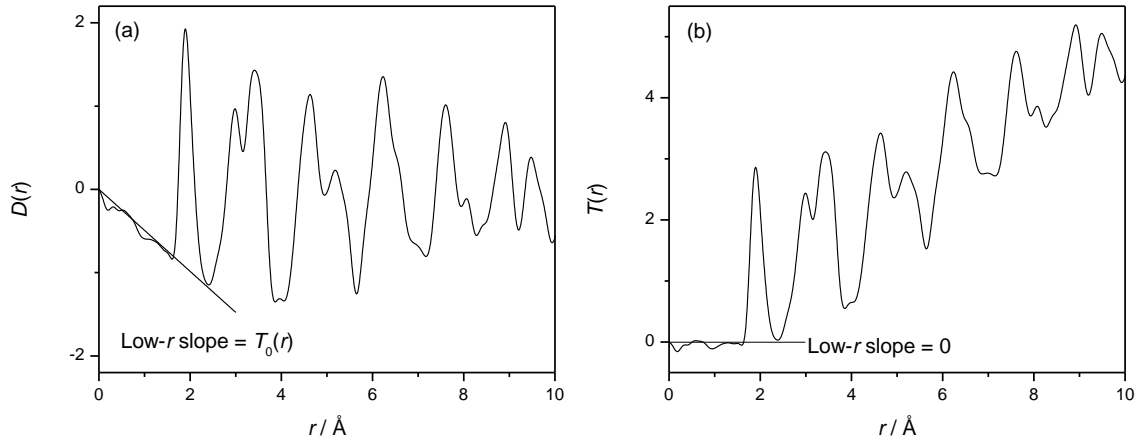 (a)
D(r)
2
0
-2
0 2 4 6 8 10
r / Å
Low-r slope = T₀(r)
(b)
T(r)
4
2
0
0 2 4 6 8 10
r / Å
Low-r slope = 0